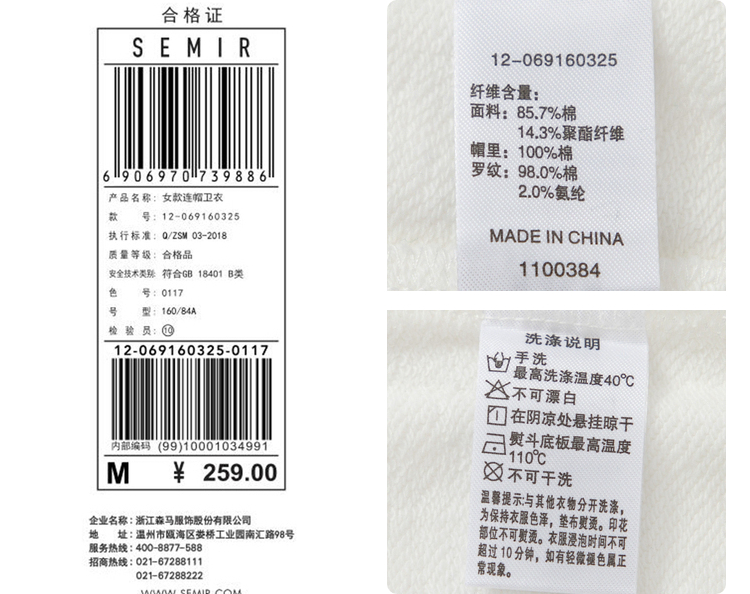 合格证
SEMIR
6 906970 739886
产品名称: 女款连帽卫衣
款 号: 12-069160325
执行标准: Q/ZSM 03-2018
质量等级: 合格品
安全技术类别: 符合GB 18401 B类
色 号: 0117
号 型: 160/84A
检 验 员: ⑩
12-069160325-0117
内部编码 (99)10001034991
M ¥ 259.00
企业名称: 浙江森马服饰股份有限公司
地 址: 温州市瓯海区娄桥工业园南汇路98号
服务热线: 400-8877-588
招商热线: 021-67288111
021-67288222
WWW.SEMIR.COM
12-069160325
纤维含量:
面料: 85.7%棉
14.3%聚酯纤维
帽里: 100%棉
罗纹: 98.0%棉
2.0%氨纶
MADE IN CHINA
1100384
洗涤说明
手洗
最高洗涤温度40℃
不可漂白
在阴凉处悬挂晾干
熨斗底板最高温度
110℃
不可干洗
温馨提示:与其他衣物分开洗涤,
为保持衣服色泽, 垫布熨烫。印花
部位不可熨烫。衣服浸泡时间不可
超过10分钟, 如有轻微褪色属正
常现象。